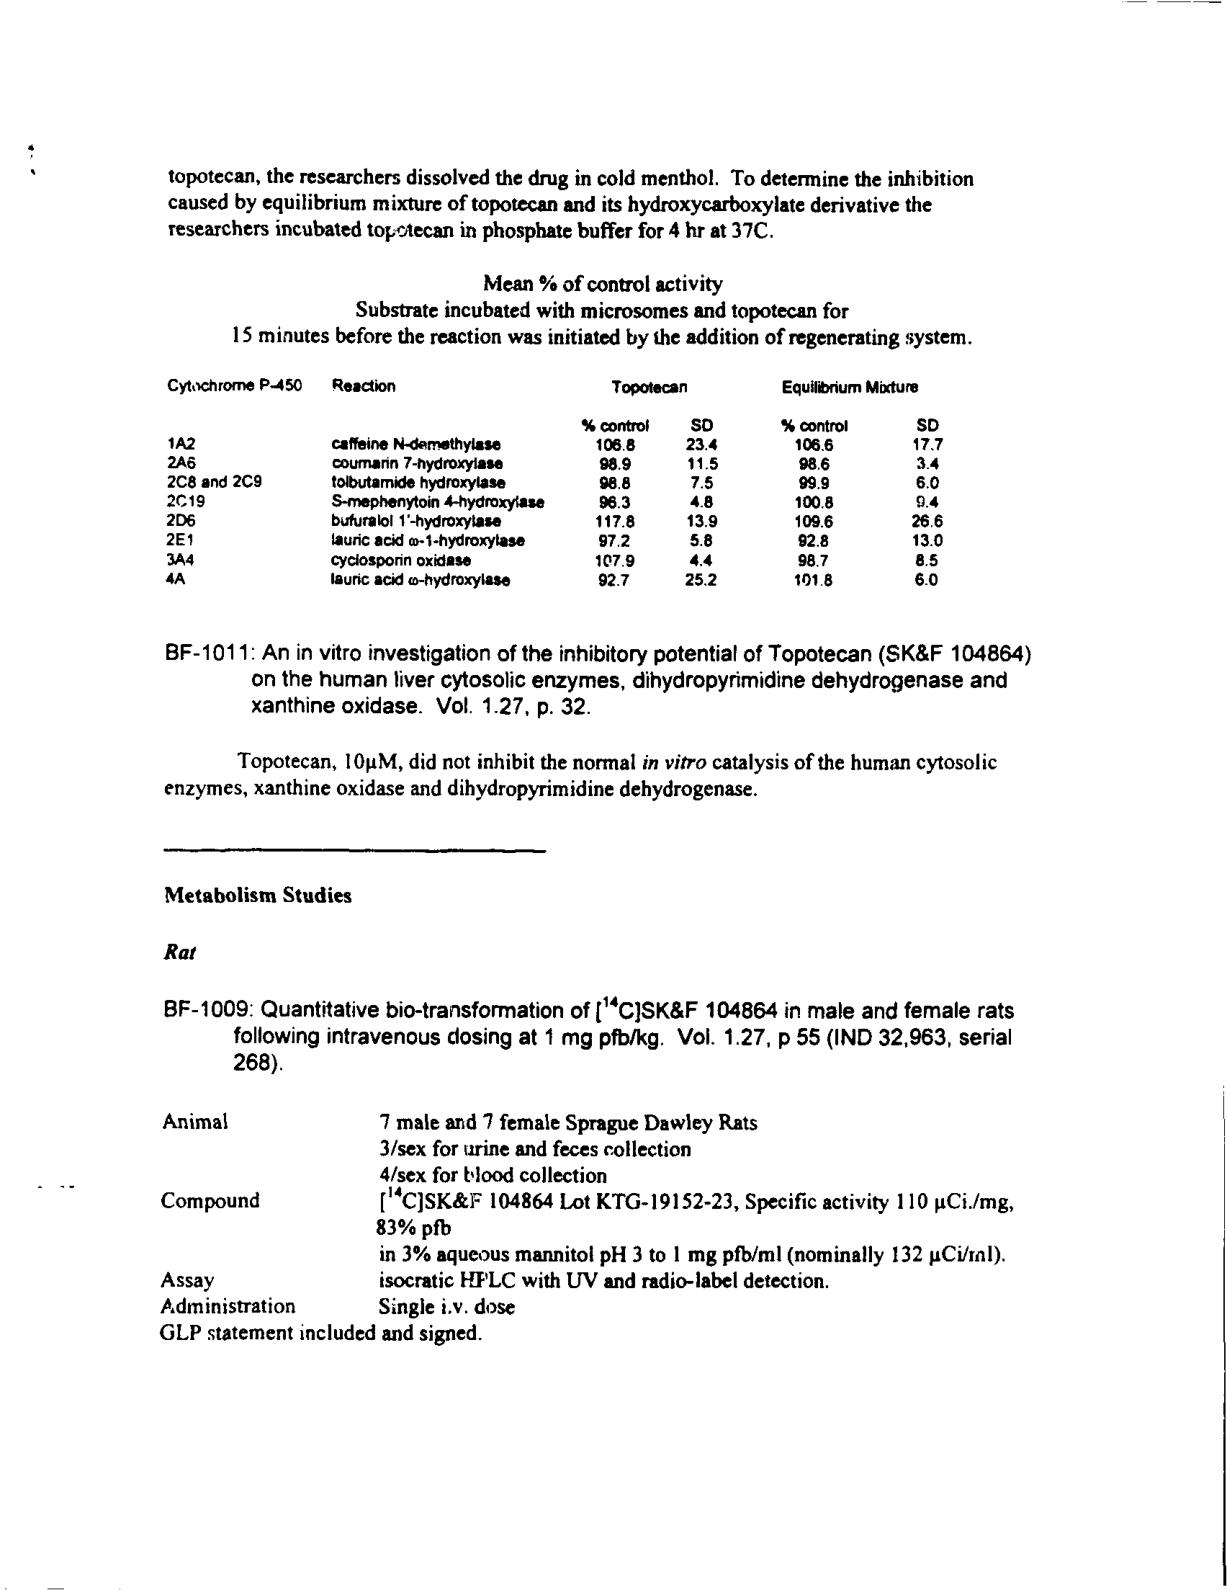 topotecan, the researchers dissolved the drug in cold menthol. To determine the inhibition
caused by equilibrium mixture of topotecan and its hydroxycarboxylate derivative the
researchers incubated topotecan in phosphate buffer for 4 hr at 37C.
Mean % of control activity
Substrate incubated with microsomes and topotecan for
15 minutes before the reaction was initiated by the addition of regenerating system.
Cytochrome P-450 Reaction Topotecan Equilibrium Mixture
% control SD % control SD
1A2 caffeine N-demethylase 106.8 23.4 106.6 17.7
2A6 coumarin 7-hydroxylase 98.9 11.5 98.6 3.4
2C8 and 2C9 tolbutamide hydroxylase 98.8 7.5 99.9 6.0
2C19 S-mephenytoin 4-hydroxylase 96.3 4.8 100.8 9.4
2D6 bufuralol 1'-hydroxylase 117.8 13.9 109.6 26.6
2E1 lauric acid ω-1-hydroxylase 97.2 5.8 92.8 13.0
3A4 cyclosporin oxidase 107.9 4.4 98.7 8.5
4A lauric acid ω-hydroxylase 92.7 25.2 101.8 6.0
BF-1011: An in vitro investigation of the inhibitory potential of Topotecan (SK&F 104864)
on the human liver cytosolic enzymes, dihydropyrimidine dehydrogenase and
xanthine oxidase. Vol. 1.27, p. 32.
Topotecan, 10µM, did not inhibit the normal in vitro catalysis of the human cytosolic
enzymes, xanthine oxidase and dihydropyrimidine dehydrogenase.
Metabolism Studies
Rat
BF-1009: Quantitative bio-transformation of [¹⁴C]SK&F 104864 in male and female rats
following intravenous dosing at 1 mg pfb/kg. Vol. 1.27, p 55 (IND 32,963, serial
268).
Animal 7 male and 7 female Sprague Dawley Rats
3/sex for urine and feces collection
4/sex for blood collection
Compound [¹⁴C]SK&F 104864 Lot KTG-19152-23, Specific activity 110 µCi./mg,
83% pfb
in 3% aqueous mannitol pH 3 to 1 mg pfb/ml (nominally 132 µCi/ml).
Assay isocratic HPLC with UV and radio-label detection.
Administration Single i.v. dose
GLP statement included and signed.